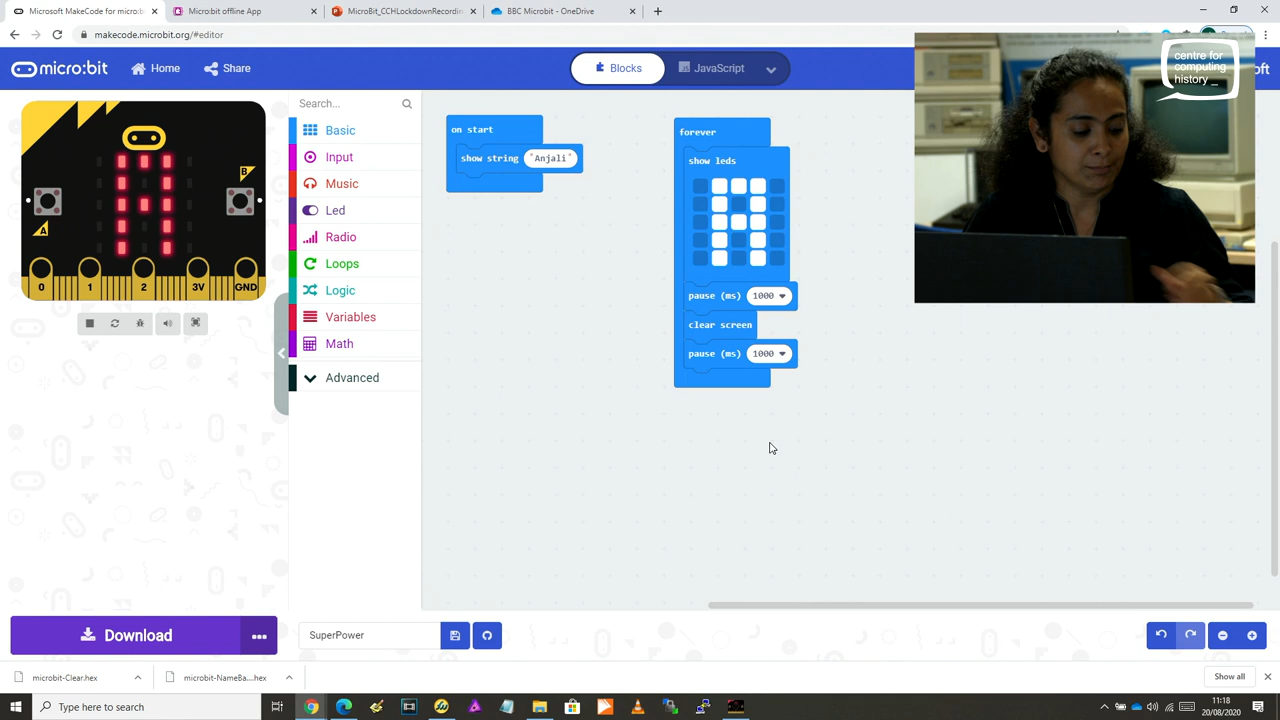 Microsoft MakeCode for micro:bit
Microbit offline App
MicroBit_CCHLockdownRecordin
BBC Microbit - OneDrive
makecode.microbit.org/#editor
micro:bit
Home
Share
Blocks
JavaScript
oft
centre for
computing
history _
Search...
Basic
Input
Music
Led
Radio
Loops
Logic
Variables
Math
Advanced
A
B
0
1
2
3V
GND
on start
show string "Anjali"
forever
show leds
pause (ms) 1000
clear screen
pause (ms) 1000
Download
SuperPower
microbit-Clear.hex
microbit-NameBa....hex
Show all
Type here to search
11:18
20/08/2020